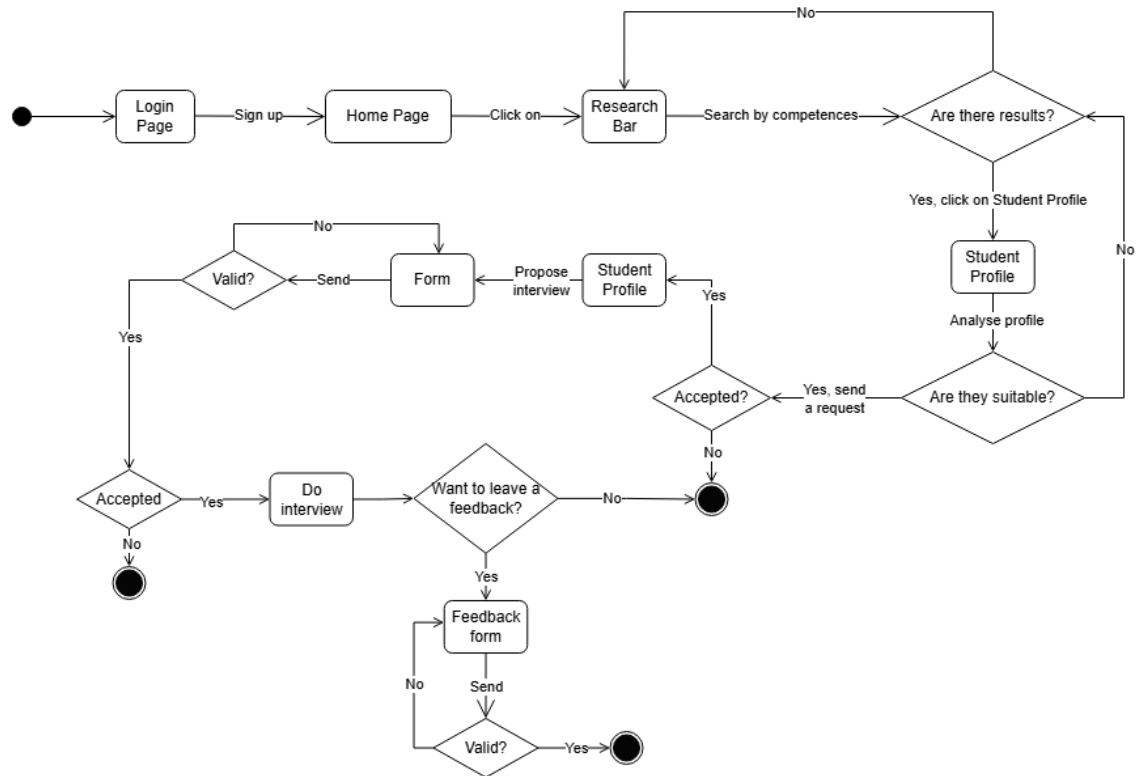 No
Login
Page
Sign up
Home Page
Click on
Research
Bar
Search by competences
Are there results?
Yes, click on Student Profile
No
Student
Profile
Analyse profile
Are they suitable?
Yes, send
a request
Accepted?
Yes
No
Student
Profile
Propose
interview
Form
Send
Valid?
No
Yes
Accepted
No
Yes
Do
interview
Want to leave a
feedback?
No
Yes
Feedback
form
Send
No
Valid?
Yes